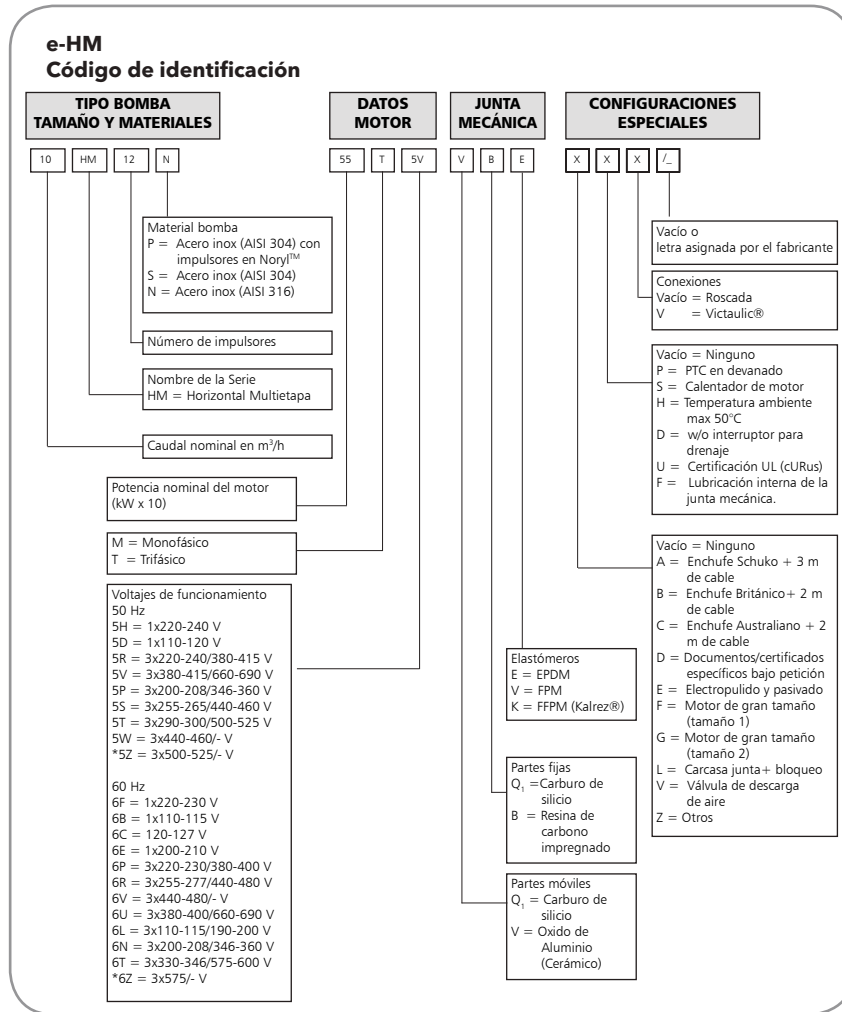 e-HM
Código de identificación
TIPO BOMBA
TAMAÑO Y MATERIALES
DATOS
MOTOR
JUNTA
MECÁNICA
CONFIGURACIONES
ESPECIALES
10 HM 12 N 55 T 5V V B E X X X /_
Material bomba
P = Acero inox (AISI 304) con
impulsores en Noryl™
S = Acero inox (AISI 304)
N = Acero inox (AISI 316)
Número de impulsores
Nombre de la Serie
HM = Horizontal Multietapa
Caudal nominal en m³/h
Potencia nominal del motor
(kW x 10)
M = Monofásico
T = Trifásico
Voltajes de funcionamiento
50 Hz
5H = 1x220-240 V
5D = 1x110-120 V
5R = 3x220-240/380-415 V
5V = 3x380-415/660-690 V
5P = 3x200-208/346-360 V
5S = 3x255-265/440-460 V
5T = 3x290-300/500-525 V
5W = 3x440-460/- V
*5Z = 3x500-525/- V
60 Hz
6F = 1x220-230 V
6B = 1x110-115 V
6C = 120-127 V
6E = 1x200-210 V
6P = 3x220-230/380-400 V
6R = 3x255-277/440-480 V
6V = 3x440-480/- V
6U = 3x380-400/660-690 V
6L = 3x110-115/190-200 V
6N = 3x200-208/346-360 V
6T = 3x330-346/575-600 V
*6Z = 3x575/- V
Elastómeros
E = EPDM
V = FPM
K = FFPM (Kalrez®)
Partes fijas
Q₁ =Carburo de
silicio
B = Resina de
carbono
impregnado
Partes móviles
Q₁ = Carburo de
silicio
V = Oxido de
Aluminio
(Cerámico)
Vacío o
letra asignada por el fabricante
Conexiones
Vacío = Roscada
V = Victaulic®
Vacío = Ninguno
P = PTC en devanado
S = Calentador de motor
H = Temperatura ambiente
max 50°C
D = w/o interruptor para
drenaje
U = Certificación UL (cURus)
F = Lubricación interna de la
junta mecánica.
Vacío = Ninguno
A = Enchufe Schuko + 3 m
de cable
B = Enchufe Británico+ 2 m
de cable
C = Enchufe Australiano + 2
m de cable
D = Documentos/certificados
específicos bajo petición
E = Electropulido y pasivado
F = Motor de gran tamaño
(tamaño 1)
G = Motor de gran tamaño
(tamaño 2)
L = Carcasa junta+ bloqueo
V = Válvula de descarga
de aire
Z = Otros